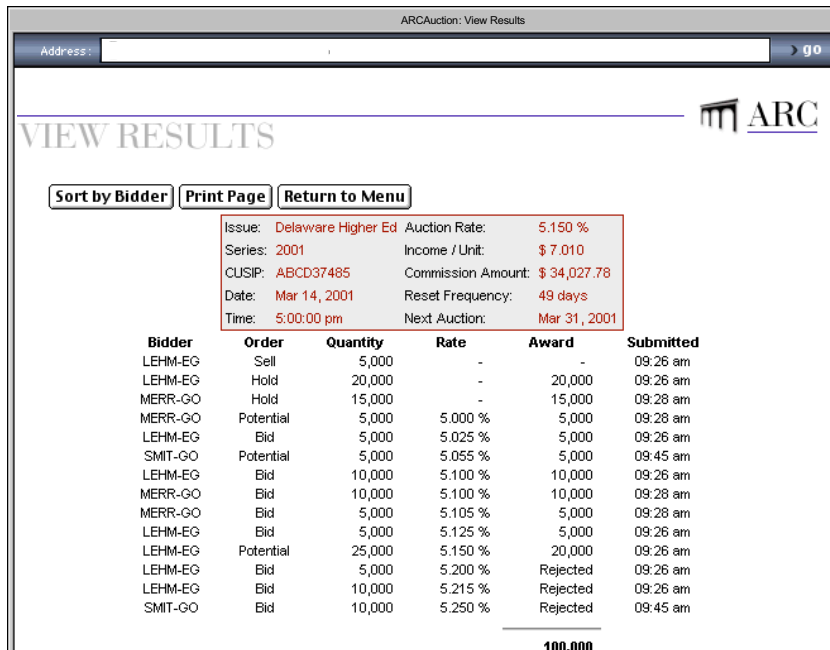 ARCAuction: View Results
Address: go
ARC
VIEW RESULTS
Sort by Bidder Print Page Return to Menu
Issue: Delaware Higher Ed Auction Rate: 5.150 %
Series: 2001 Income / Unit: $ 7.010
CUSIP: ABCD37485 Commission Amount: $ 34,027.78
Date: Mar 14, 2001 Reset Frequency: 49 days
Time: 5:00:00 pm Next Auction: Mar 31, 2001
Bidder Order Quantity Rate Award Submitted
LEHM-EG Sell 5,000 - - 09:26 am
LEHM-EG Hold 20,000 - 20,000 09:26 am
MERR-GO Hold 15,000 - 15,000 09:28 am
MERR-GO Potential 5,000 5.000 % 5,000 09:28 am
LEHM-EG Bid 5,000 5.025 % 5,000 09:26 am
SMIT-GO Potential 5,000 5.055 % 5,000 09:45 am
LEHM-EG Bid 10,000 5.100 % 10,000 09:26 am
MERR-GO Bid 10,000 5.100 % 10,000 09:28 am
MERR-GO Bid 5,000 5.105 % 5,000 09:28 am
LEHM-EG Bid 5,000 5.125 % 5,000 09:26 am
LEHM-EG Potential 25,000 5.150 % 20,000 09:26 am
LEHM-EG Bid 5,000 5.200 % Rejected 09:26 am
LEHM-EG Bid 10,000 5.215 % Rejected 09:26 am
SMIT-GO Bid 10,000 5.250 % Rejected 09:45 am
100,000